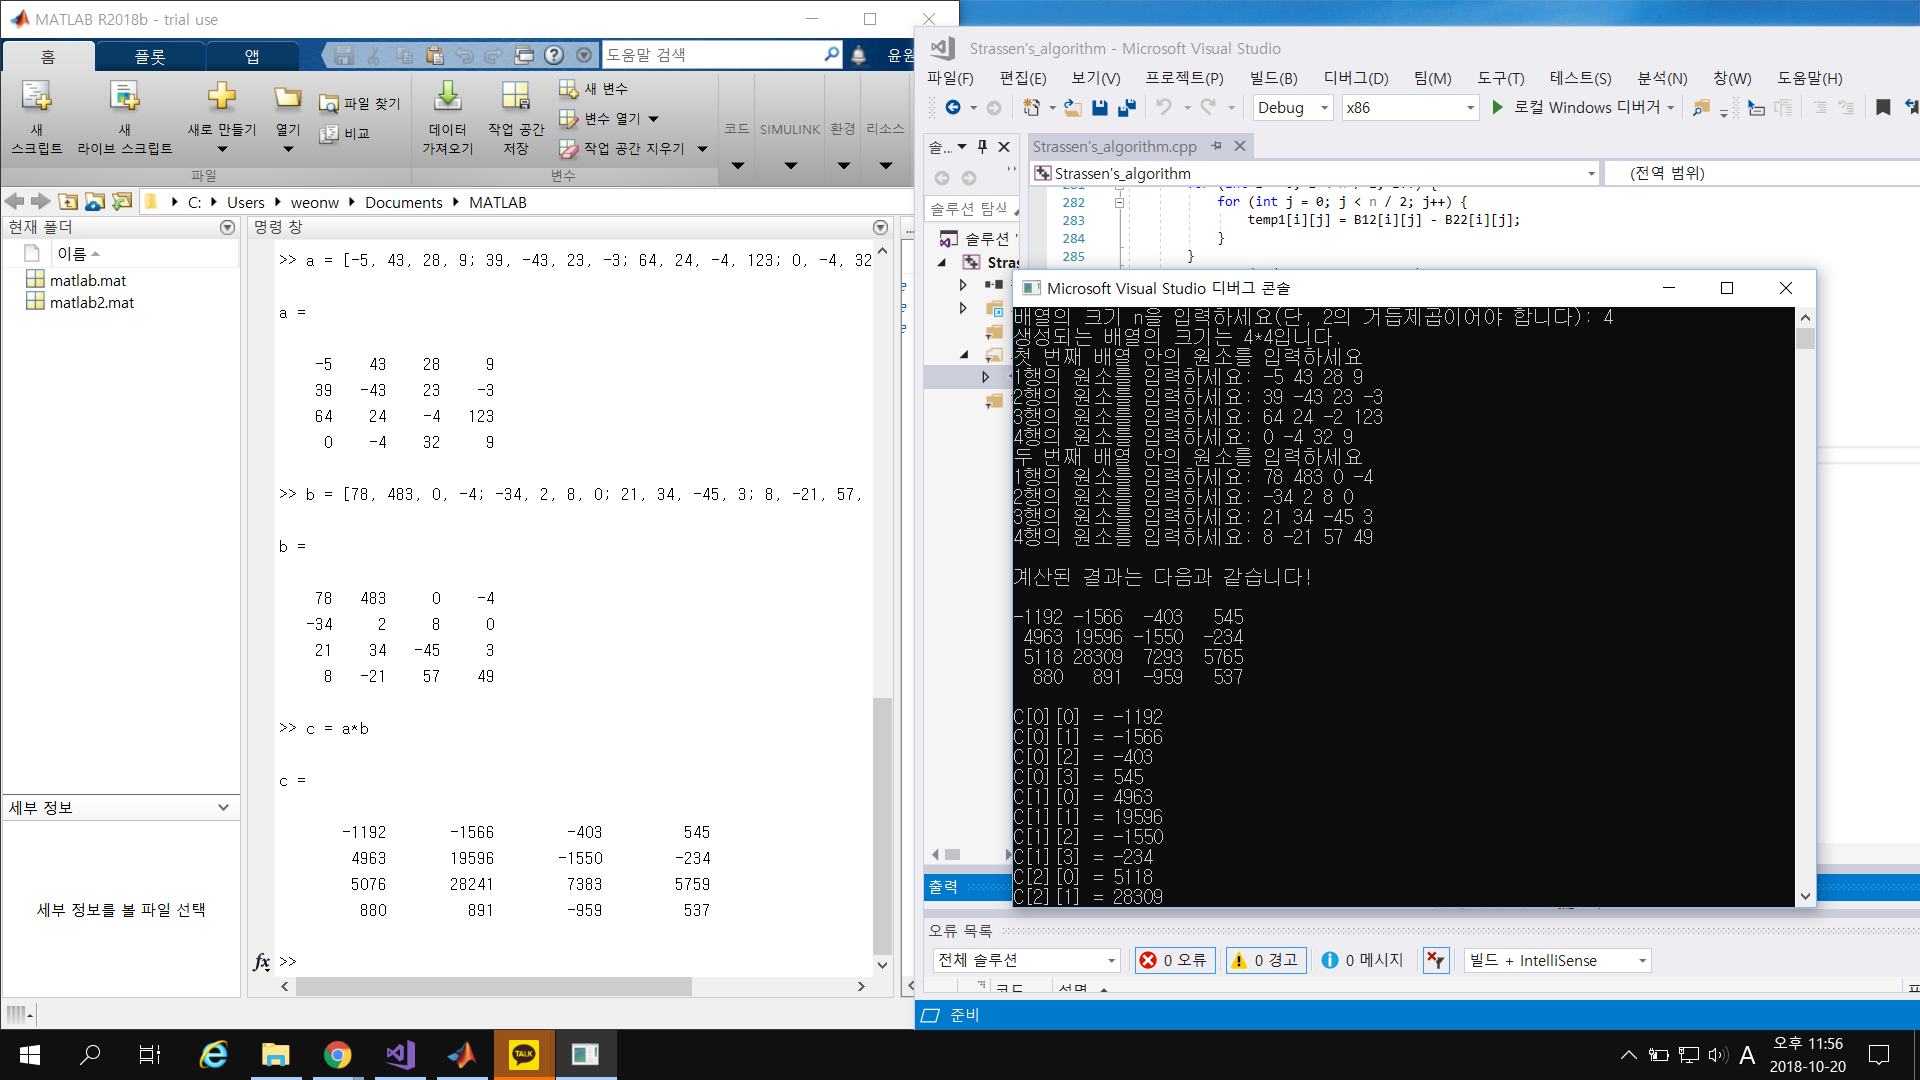 MATLAB R2018b - trial use
홈
플롯
앱
도움말 검색
윤원
새
스크립트
새
라이브 스크립트
새로 만들기
열기
파일 찾기
비교
데이터
가져오기
작업 공간
저장
새 변수
변수 열기
작업 공간 지우기
코드
SIMULINK
환경
리소스
파일
변수
C:
Users
weonw
Documents
MATLAB
현재 폴더
이름
matlab.mat
matlab2.mat
세부 정보
세부 정보를 볼 파일 선택
명령 창
>> a = [-5, 43, 28, 9; 39, -43, 23, -3; 64, 24, -4, 123; 0, -4, 32
a =
-5 43 28 9
39 -43 23 -3
64 24 -4 123
0 -4 32 9
>> b = [78, 483, 0, -4; -34, 2, 8, 0; 21, 34, -45, 3; 8, -21, 57,
b =
78 483 0 -4
-34 2 8 0
21 34 -45 3
8 -21 57 49
>> c = a*b
c =
-1192 -1566 -403 545
4963 19596 -1550 -234
5076 28241 7383 5759
880 891 -959 537
fx >>
Strassen's_algorithm - Microsoft Visual Studio
파일(F) 편집(E) 보기(V) 프로젝트(P) 빌드(B) 디버그(D) 팀(M) 도구(T) 테스트(S) 분석(N) 창(W) 도움말(H)
Debug
x86
로컬 Windows 디버거
솔...
솔루션 탐색
솔루션 '
Stras
Strassen's_algorithm.cpp
Strassen's_algorithm
(전역 범위)
282 for (int j = 0; j < n / 2; j++) {
283 temp1[i][j] = B12[i][j] - B22[i][j];
284 }
285 }
Microsoft Visual Studio 디버그 콘솔
배열의 크기 n을 입력하세요(단, 2의 거듭제곱이어야 합니다): 4
생성되는 배열의 크기는 4*4입니다.
첫 번째 배열 안의 원소를 입력하세요
1행의 원소를 입력하세요: -5 43 28 9
2행의 원소를 입력하세요: 39 -43 23 -3
3행의 원소를 입력하세요: 64 24 -2 123
4행의 원소를 입력하세요: 0 -4 32 9
두 번째 배열 안의 원소를 입력하세요
1행의 원소를 입력하세요: 78 483 0 -4
2행의 원소를 입력하세요: -34 2 8 0
3행의 원소를 입력하세요: 21 34 -45 3
4행의 원소를 입력하세요: 8 -21 57 49
계산된 결과는 다음과 같습니다!
-1192 -1566 -403 545
4963 19596 -1550 -234
5118 28309 7293 5765
880 891 -959 537
C[0][0] = -1192
C[0][1] = -1566
C[0][2] = -403
C[0][3] = 545
C[1][0] = 4963
C[1][1] = 19596
C[1][2] = -1550
C[1][3] = -234
C[2][0] = 5118
C[2][1] = 28309
출력
오류 목록
전체 솔루션
0 오류
0 경고
0 메시지
빌드 + IntelliSense
코드
설명
준비
TALK
A
오후 11:56
2018-10-20